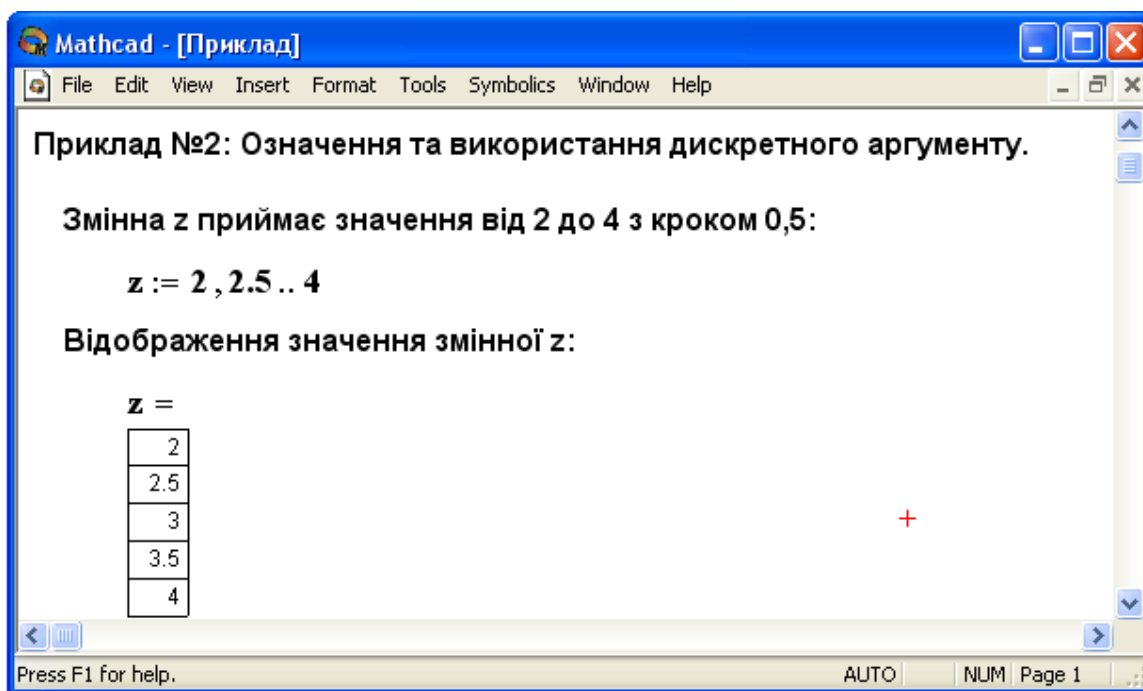 Mathcad - [Приклад]
File Edit View Insert Format Tools Symbolics Window Help
Приклад №2: Означення та використання дискретного аргументу.
Змінна z приймає значення від 2 до 4 з кроком 0,5:
z := 2 , 2.5 .. 4
Відображення значення змінної z:
z =
2
2.5
3
3.5
4
Press F1 for help. AUTO NUM Page 1